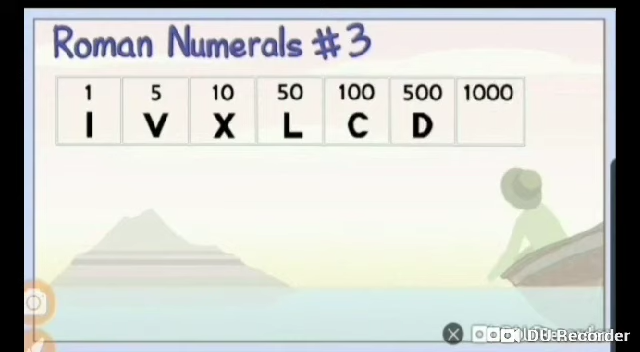 Roman Numerals #3
1 5 10 50 100 500 1000
I V X L C D
DU Recorder